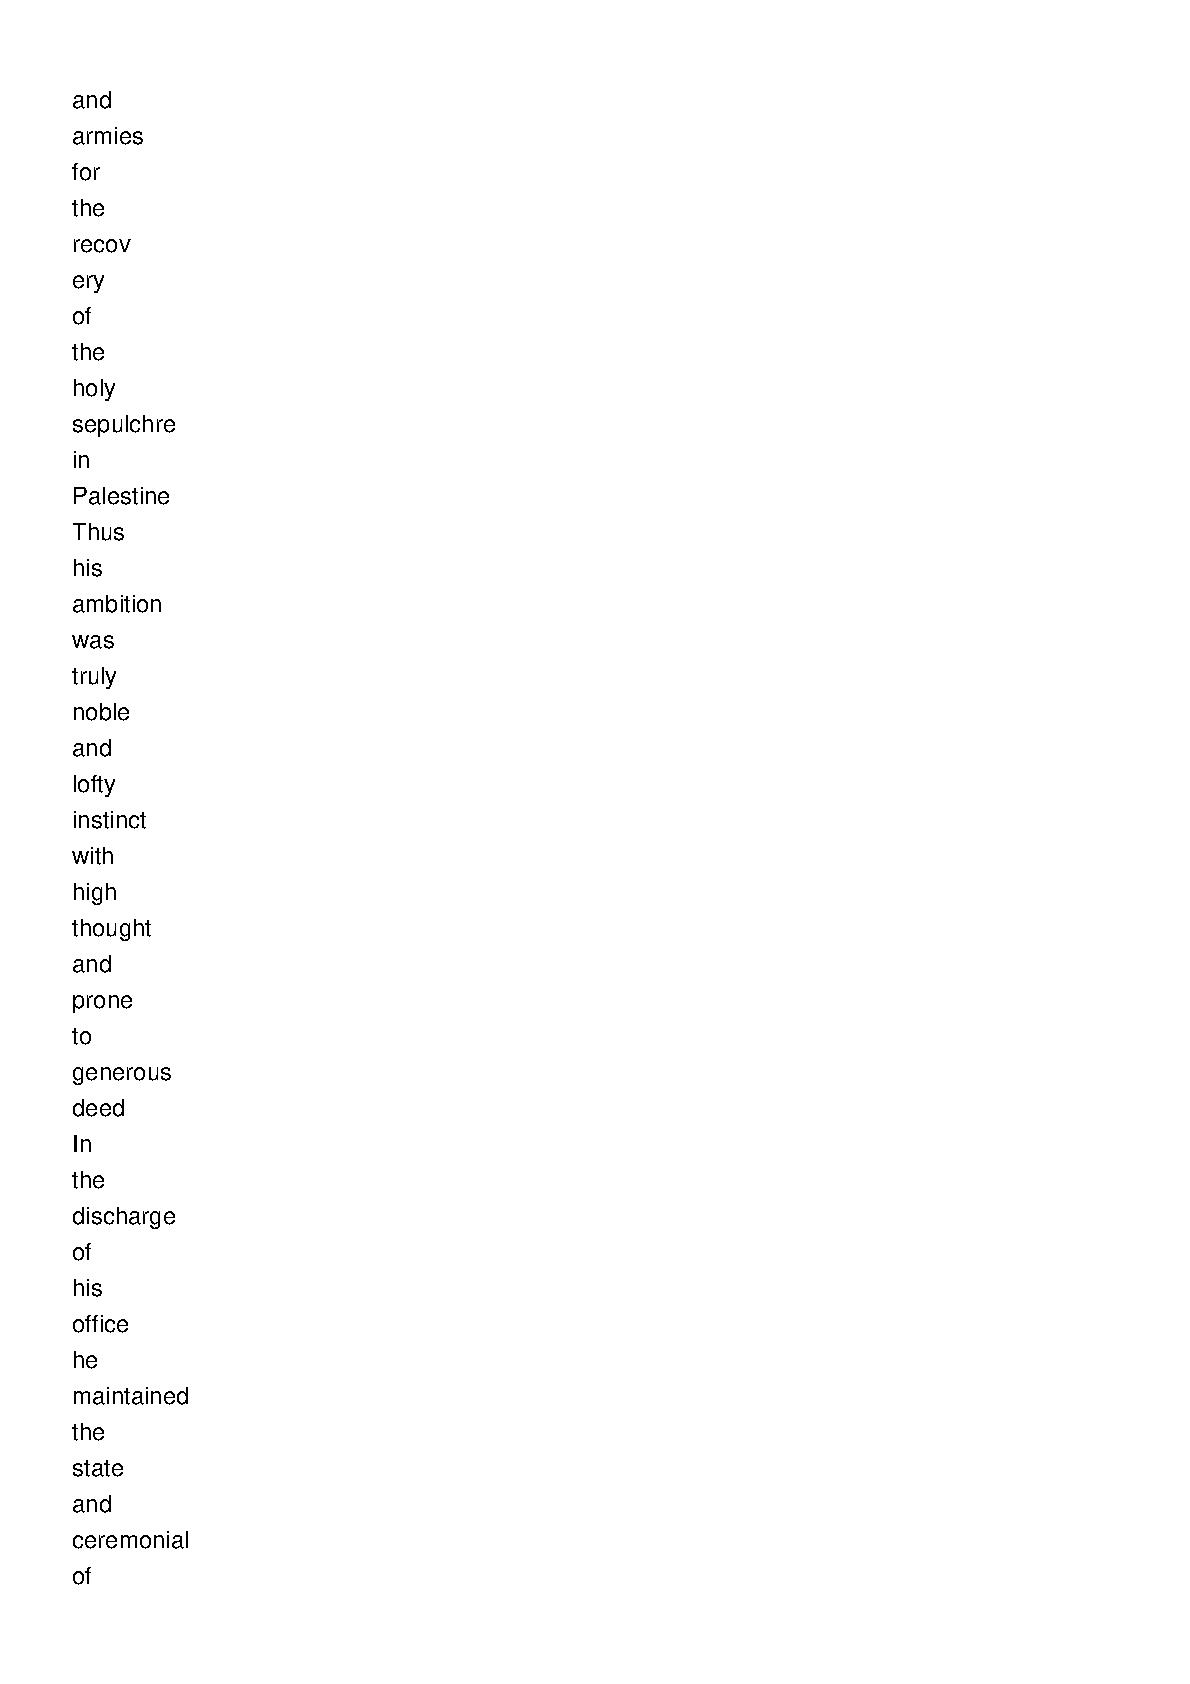 and
armies
for
the
recov
ery
of
the
holy
sepulchre
in
Palestine
Thus
his
ambition
was
truly
noble
and
lofty
instinct
with
high
thought
and
prone
to
generous
deed
In
the
discharge
of
his
office
he
maintained
the
state
and
ceremonial
of